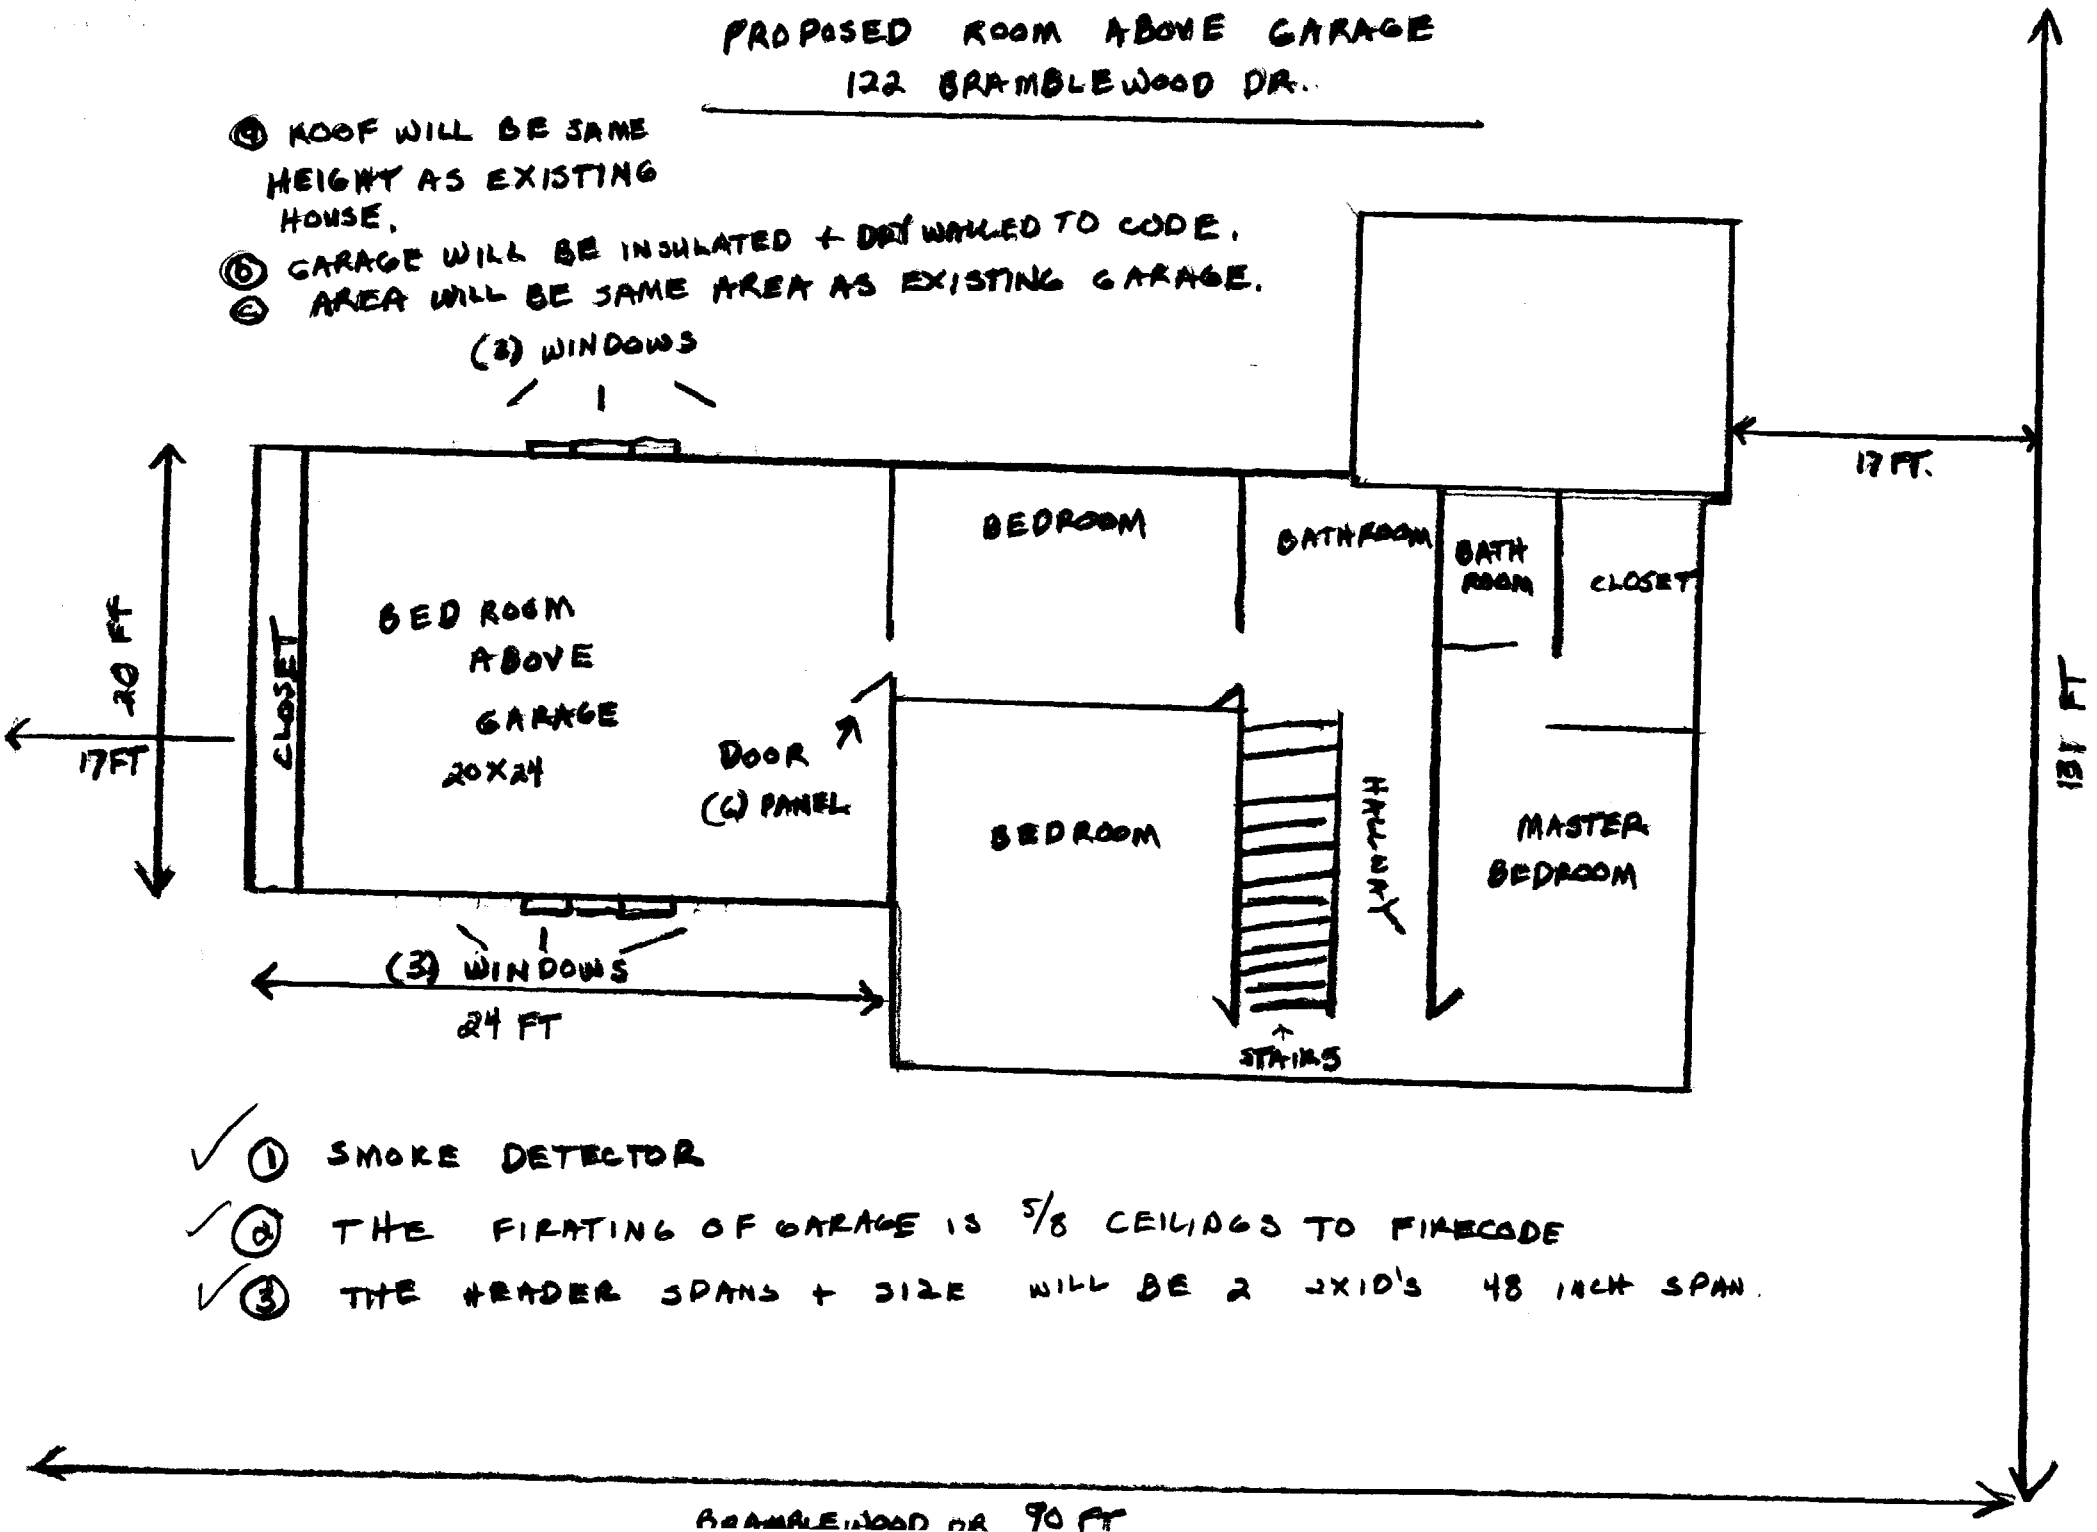 PROPOSED ROOM ABOVE GARAGE
122 BRAMBLEWOOD DR.
(a) ROOF WILL BE SAME
HEIGHT AS EXISTING
HOUSE.
(b) GARAGE WILL BE INSULATED + DRYWALLED TO CODE.
(c) AREA WILL BE SAME AREA AS EXISTING GARAGE.
(3) WINDOWS
17 FT.
BEDROOM
BATHROOM
BATH
ROOM
CLOSET
20 FT
17 FT
CLOSET
BED ROOM
ABOVE
GARAGE
20X24
DOOR
(6) PANEL
BEDROOM
HALLWAY
MASTER
BEDROOM
131 FT
(3) WINDOWS
24 FT
STAIRS
1 SMOKE DETECTOR
2 THE FIRATING OF GARAGE IS 5/8 CEILINGS TO FIRECODE
3 THE HEADER SPANS + SIZE WILL BE 2 2X10'S 48 INCH SPAN.
BRAMBLEWOOD DR 90 FT